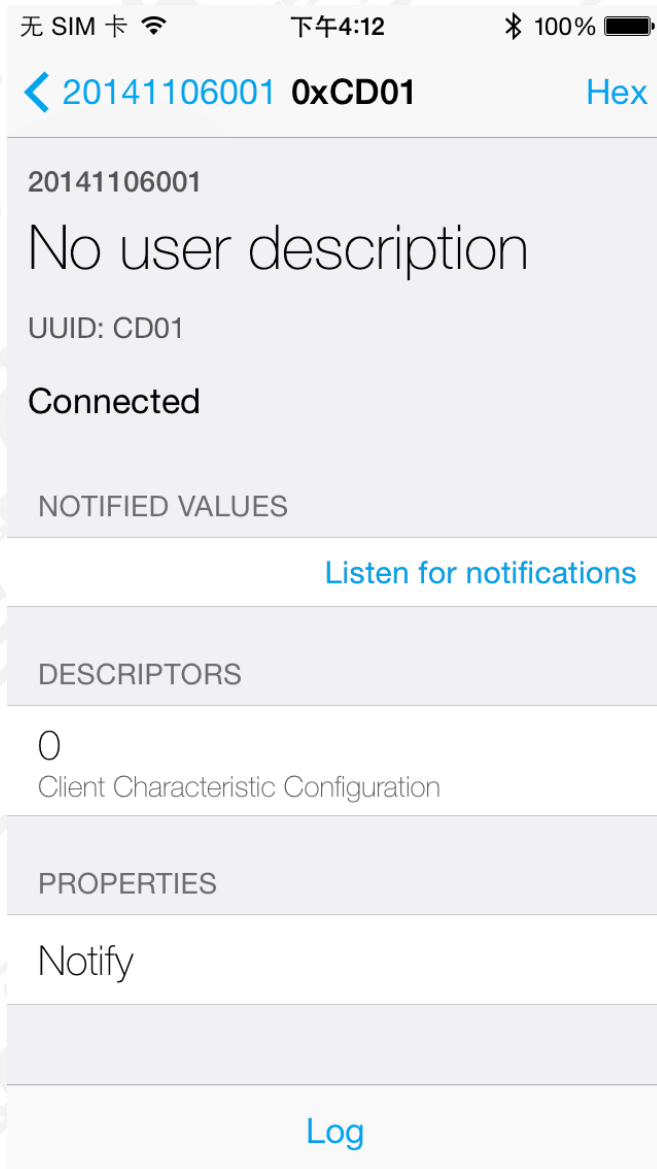 无 SIM 卡 下午4:12 100%
20141106001 0xCD01 Hex
20141106001
No user description
UUID: CD01
Connected
NOTIFIED VALUES
Listen for notifications
DESCRIPTORS
0
Client Characteristic Configuration
PROPERTIES
Notify
Log